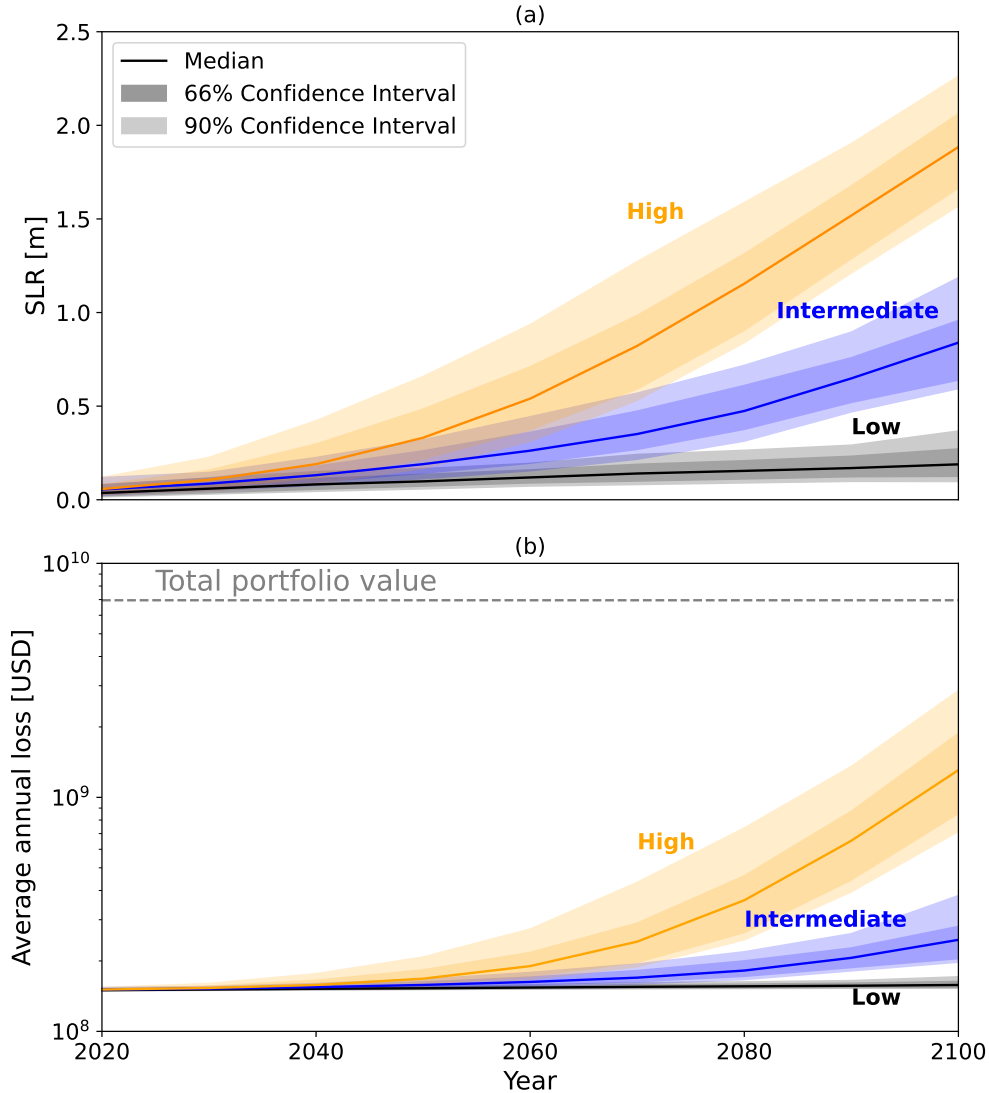 (a)
2.5
2.0
1.5
1.0
0.5
0.0
SLR [m]
Median
66% Confidence Interval
90% Confidence Interval
High
Intermediate
Low
(b)
10^10
10^9
10^8
Average annual loss [USD]
Total portfolio value
High
Intermediate
Low
2020 2040 2060 2080 2100
Year